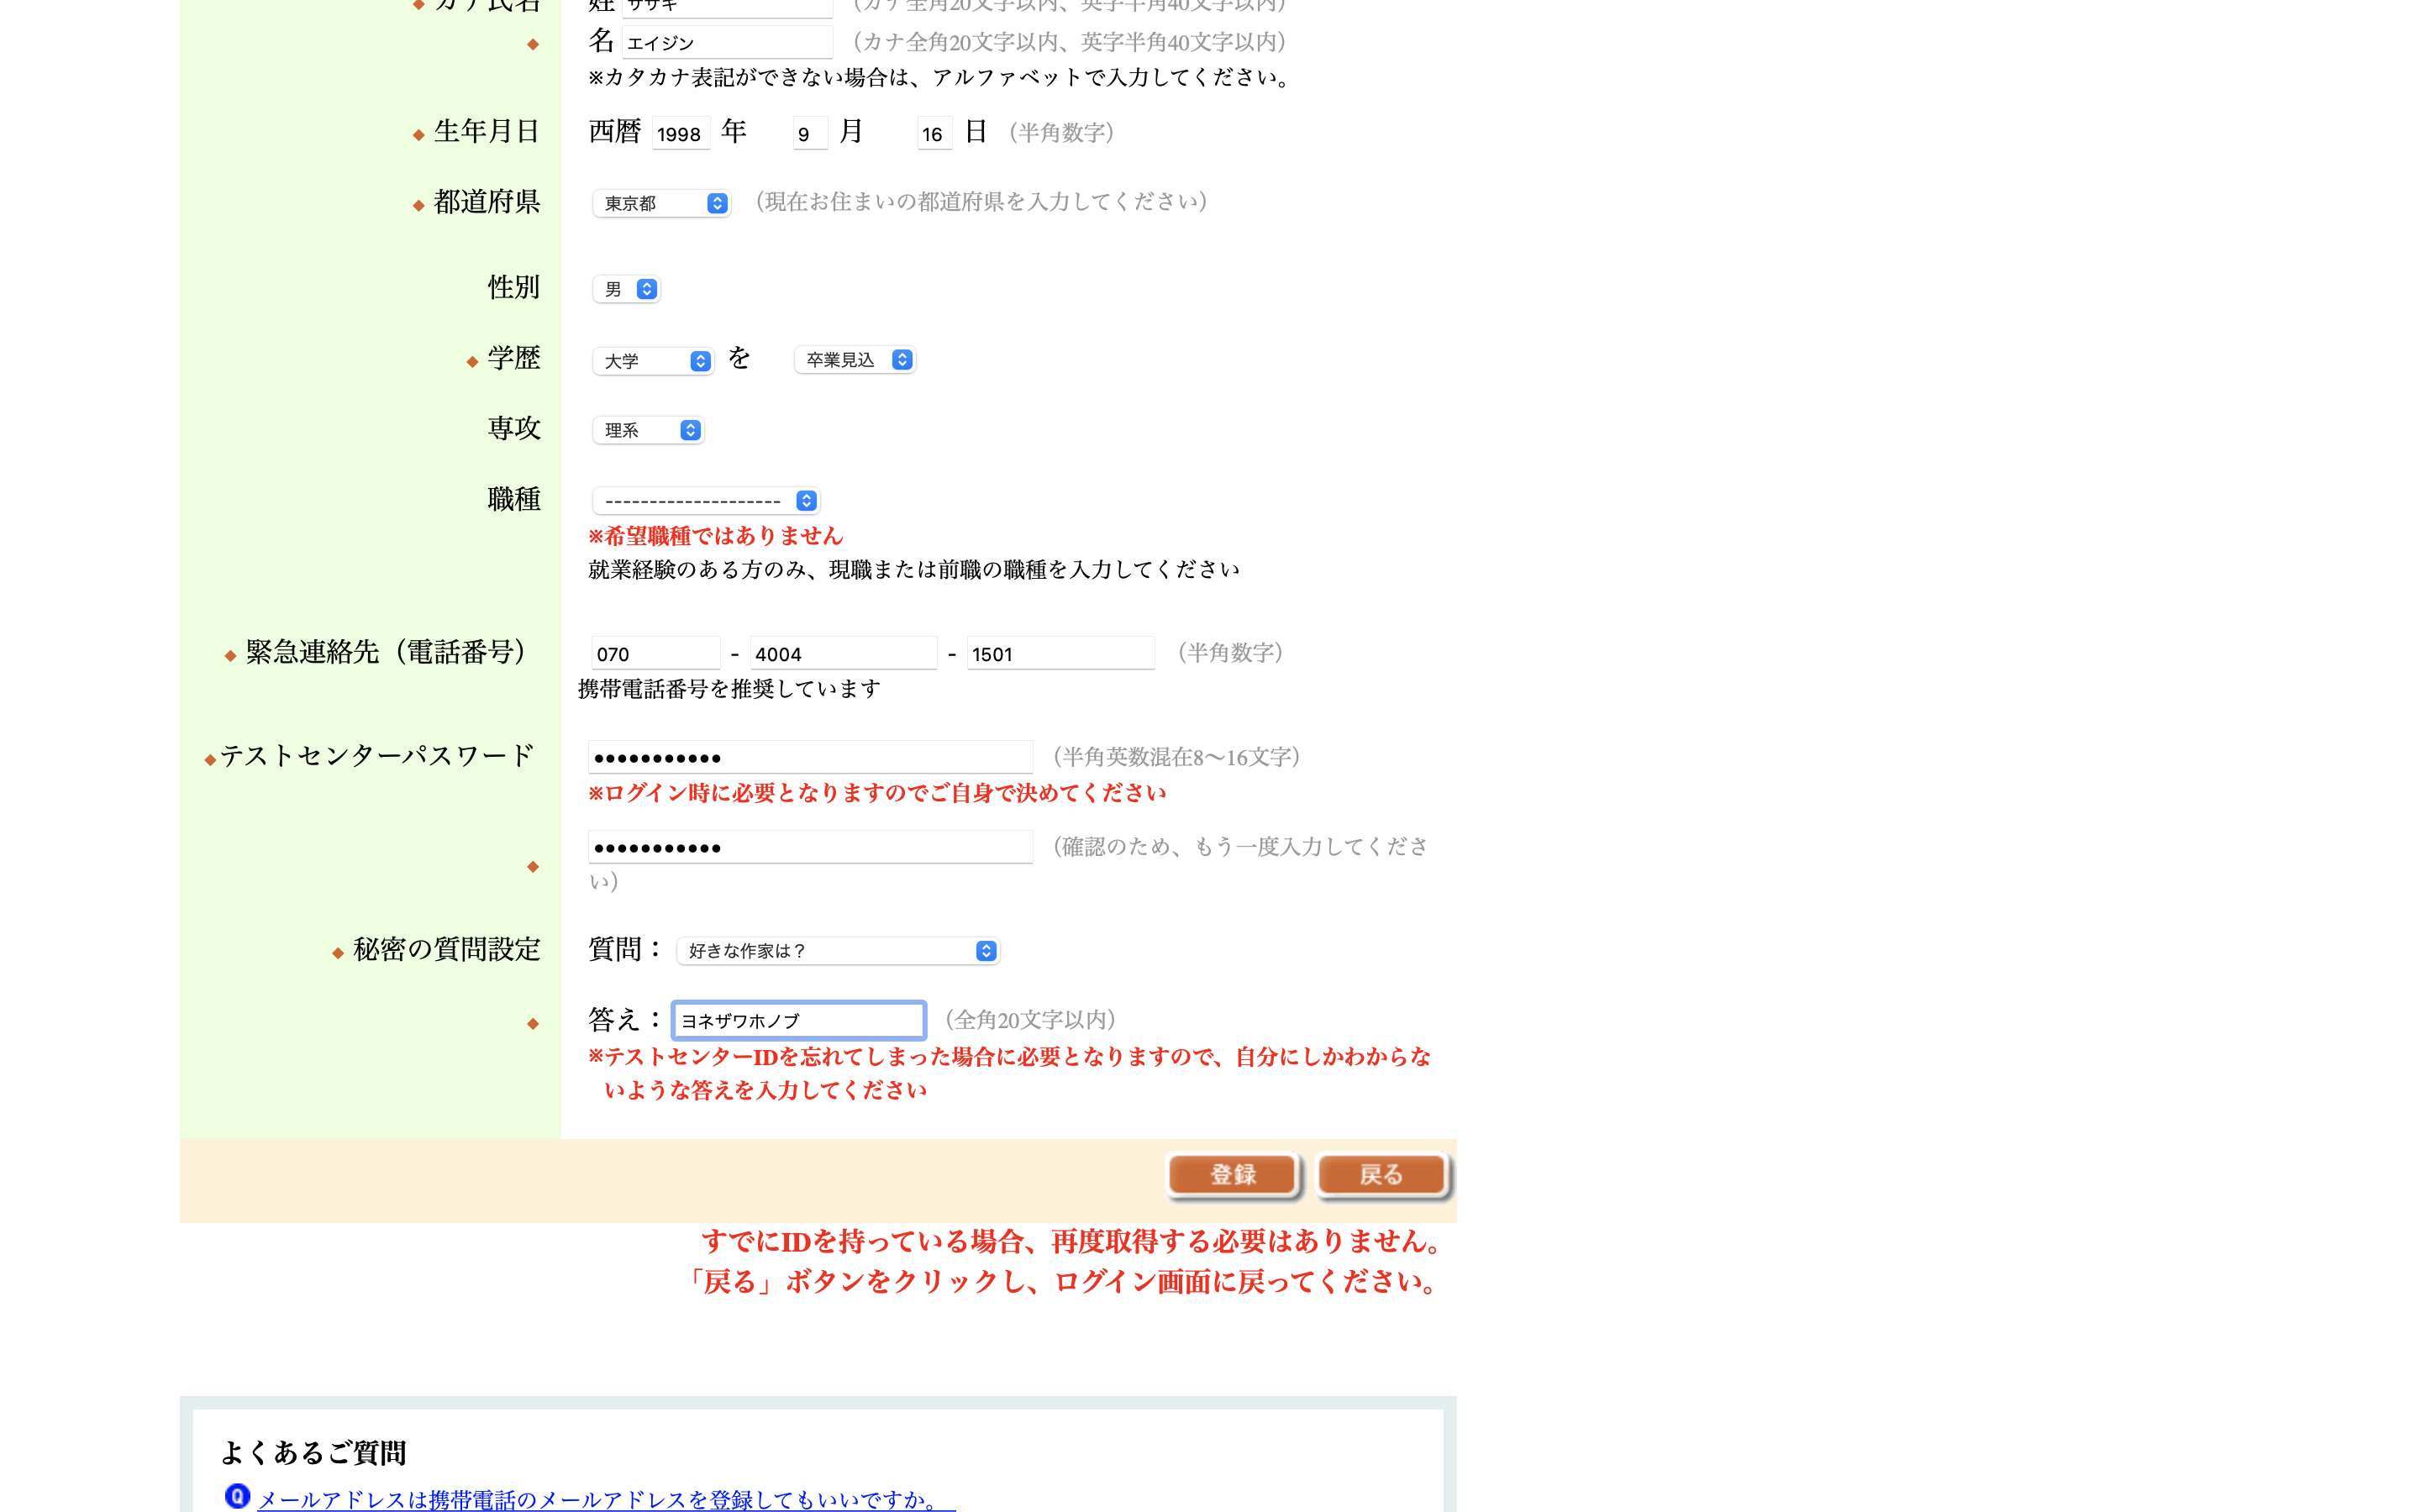 ◆ カナ氏名 姓 ササキ （カナ全角20文字以内、英字半角40文字以内）
◆ 名 エイジン （カナ全角20文字以内、英字半角40文字以内）
※カタカナ表記ができない場合は、アルファベットで入力してください。
◆ 生年月日 西暦 1998 年 9 月 16 日 （半角数字）
◆ 都道府県 東京都 （現在お住まいの都道府県を入力してください）
性別 男
◆ 学歴 大学 を 卒業見込
専攻 理系
職種 --------------------
※希望職種ではありません
就業経験のある方のみ、現職または前職の職種を入力してください
◆ 緊急連絡先（電話番号） 070 - 4004 - 1501 （半角数字）
携帯電話番号を推奨しています
◆テストセンターパスワード ●●●●●●●●●●● （半角英数混在8〜16文字）
※ログイン時に必要となりますのでご自身で決めてください
◆ ●●●●●●●●●●● （確認のため、もう一度入力してくださ
い）
◆ 秘密の質問設定 質問： 好きな作家は？
◆ 答え： ヨネザワホノブ （全角20文字以内）
※テストセンターIDを忘れてしまった場合に必要となりますので、自分にしかわからな
いような答えを入力してください
登録 戻る
すでにIDを持っている場合、再度取得する必要はありません。
「戻る」ボタンをクリックし、ログイン画面に戻ってください。
よくあるご質問
Q メールアドレスは携帯電話のメールアドレスを登録してもいいですか。